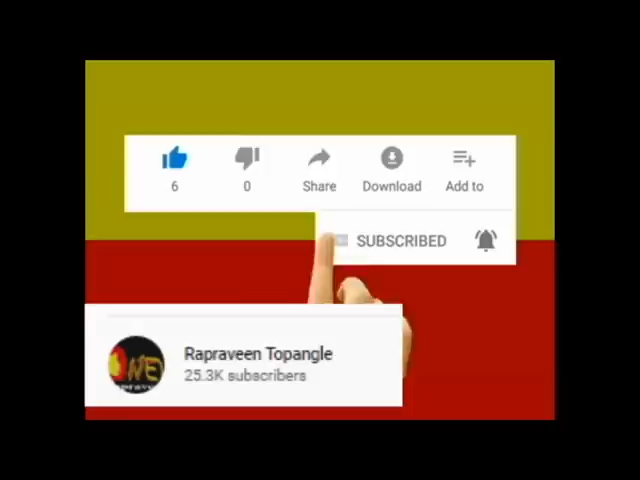 6
0
Share
Download
Add to
SUBSCRIBED
Rapraveen Topangle
25.3K subscribers